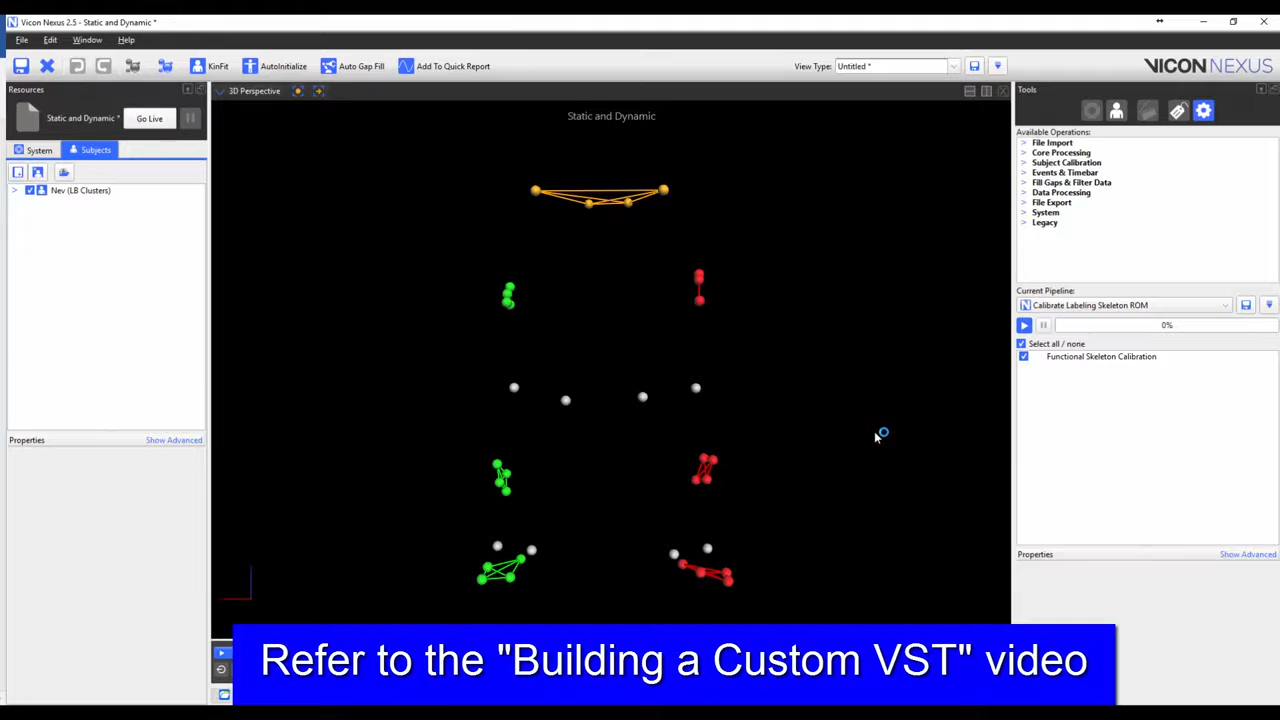 Vicon Nexus 2.5 - Static and Dynamic *
File Edit Window Help
KinFit AutoInitialize Auto Gap Fill Add To Quick Report View Type: Untitled * VICON NEXUS
Resources
Static and Dynamic * Go Live
System Subjects
Nev (LB Clusters)
Properties Show Advanced
3D Perspective
Static and Dynamic
Tools
Available Operations:
File Import
Core Processing
Subject Calibration
Events & Timebar
Fill Gaps & Filter Data
Data Processing
File Export
System
Legacy
Current Pipeline:
Calibrate Labeling Skeleton ROM
0%
Select all / none
Functional Skeleton Calibration
Properties Show Advanced
Refer to the "Building a Custom VST" video